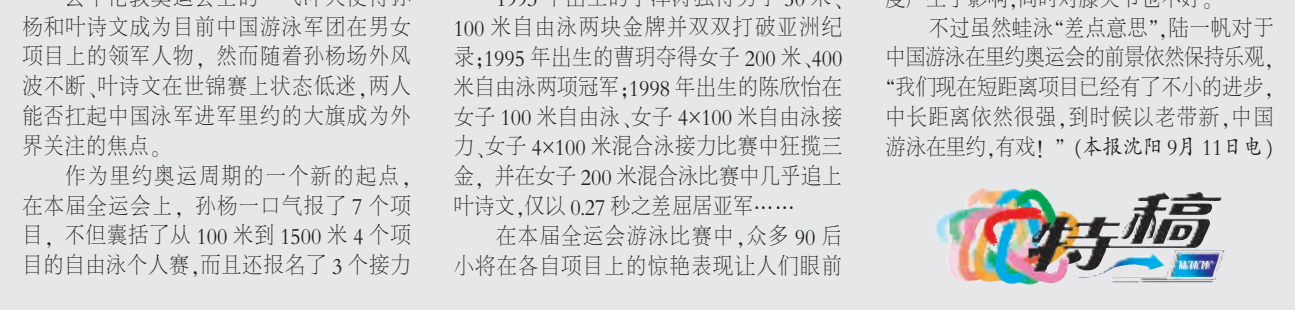 杨和叶诗文成为目前中国游泳军团在男女
项目上的领军人物，然而随着孙杨场外风
波不断、叶诗文在世锦赛上状态低迷，两人
能否扛起中国泳军进军里约的大旗成为外
界关注的焦点。
作为里约奥运周期的一个新的起点，
在本届全运会上，孙杨一口气报了7个项
目，不但囊括了从100米到1500米4个项
目的自由泳个人赛，而且还报名了3个接力
100米自由泳两块金牌并双双打破亚洲纪
录；1995年出生的曹玥夺得女子200米、400
米自由泳两项冠军；1998年出生的陈欣怡在
女子100米自由泳、女子4×100米自由泳接
力、女子4×100米混合泳接力比赛中狂揽三
金，并在女子200米混合泳比赛中几乎追上
叶诗文，仅以0.27秒之差屈居亚军……
在本届全运会游泳比赛中，众多90后
小将在各自项目上的惊艳表现让人们眼前
不过虽然蛙泳“差点意思”，陆一帆对于
中国游泳在里约奥运会的前景依然保持乐观，
“我们现在短距离项目已经有了不小的进步，
中长距离依然很强，到时候以老带新，中国
游泳在里约，有戏！”(本报沈阳9月11日电)
特稿